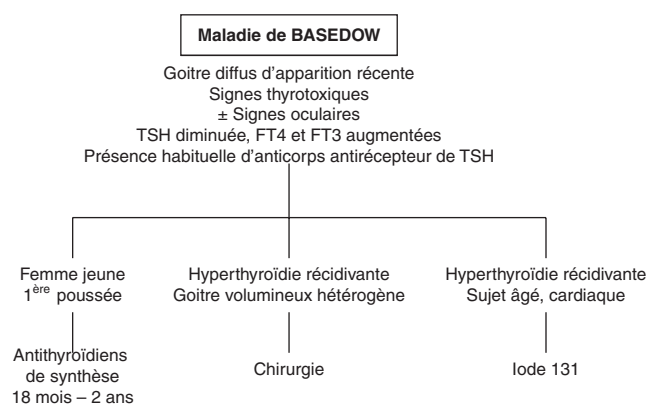 Maladie de BASEDOW
Goitre diffus d'apparition récente
Signes thyrotoxiques
± Signes oculaires
TSH diminuée, FT4 et FT3 augmentées
Présence habituelle d'anticorps antirécepteur de TSH
Femme jeune
1ère poussée
Antithyroïdiens
de synthèse
18 mois – 2 ans
Hyperthyroïdie récidivante
Goitre volumineux hétérogène
Chirurgie
Hyperthyroïdie récidivante
Sujet âgé, cardiaque
Iode 131